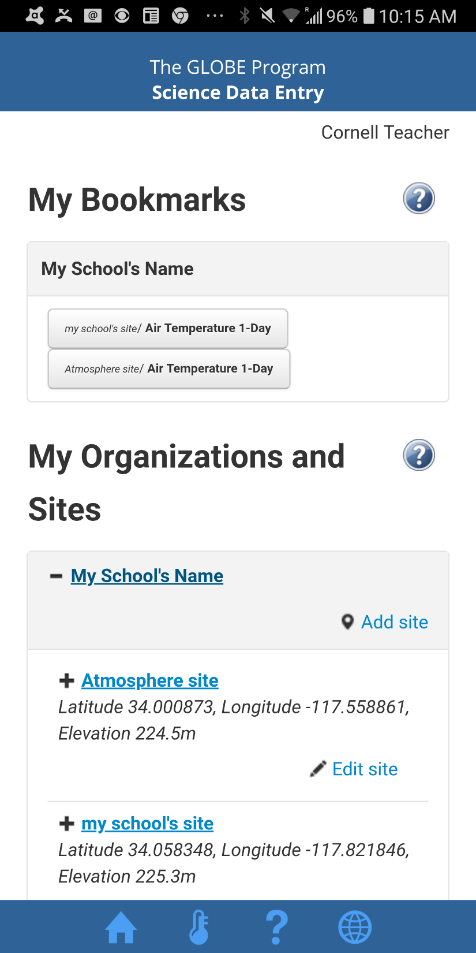 96% 10:15 AM
The GLOBE Program
Science Data Entry
Cornell Teacher
My Bookmarks
?
My School's Name
my school's site/ Air Temperature 1-Day
Atmosphere site/ Air Temperature 1-Day
My Organizations and
?
Sites
My School's Name
Add site
Atmosphere site
Latitude 34.000873, Longitude -117.558861,
Elevation 224.5m
Edit site
my school's site
Latitude 34.058348, Longitude -117.821846,
Elevation 225.3m
?